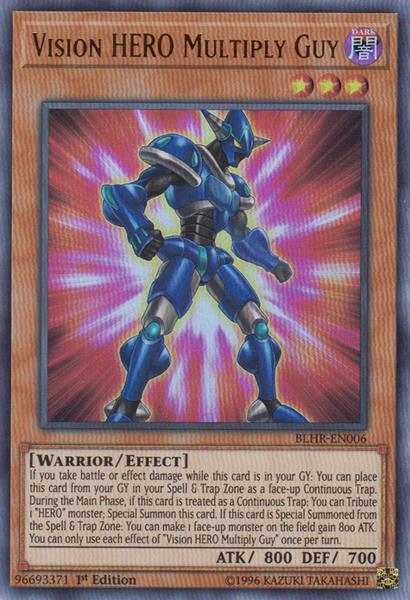 VISION HERO MULTIPLY GUY
DARK
闇
BLHR-EN006
[WARRIOR/EFFECT]
If you take battle or effect damage while this card is in your GY: You can place
this card from your GY in your Spell & Trap Zone as a face-up Continuous Trap.
During the Main Phase, if this card is treated as a Continuous Trap: You can Tribute
1 "HERO" monster; Special Summon this card. If this card is Special Summoned from
the Spell & Trap Zone: You can make 1 face-up monster on the field gain 800 ATK.
You can only use each effect of "Vision HERO Multiply Guy" once per turn.
ATK/ 800 DEF/ 700
96693371 1st Edition ©1996 KAZUKI TAKAHASHI